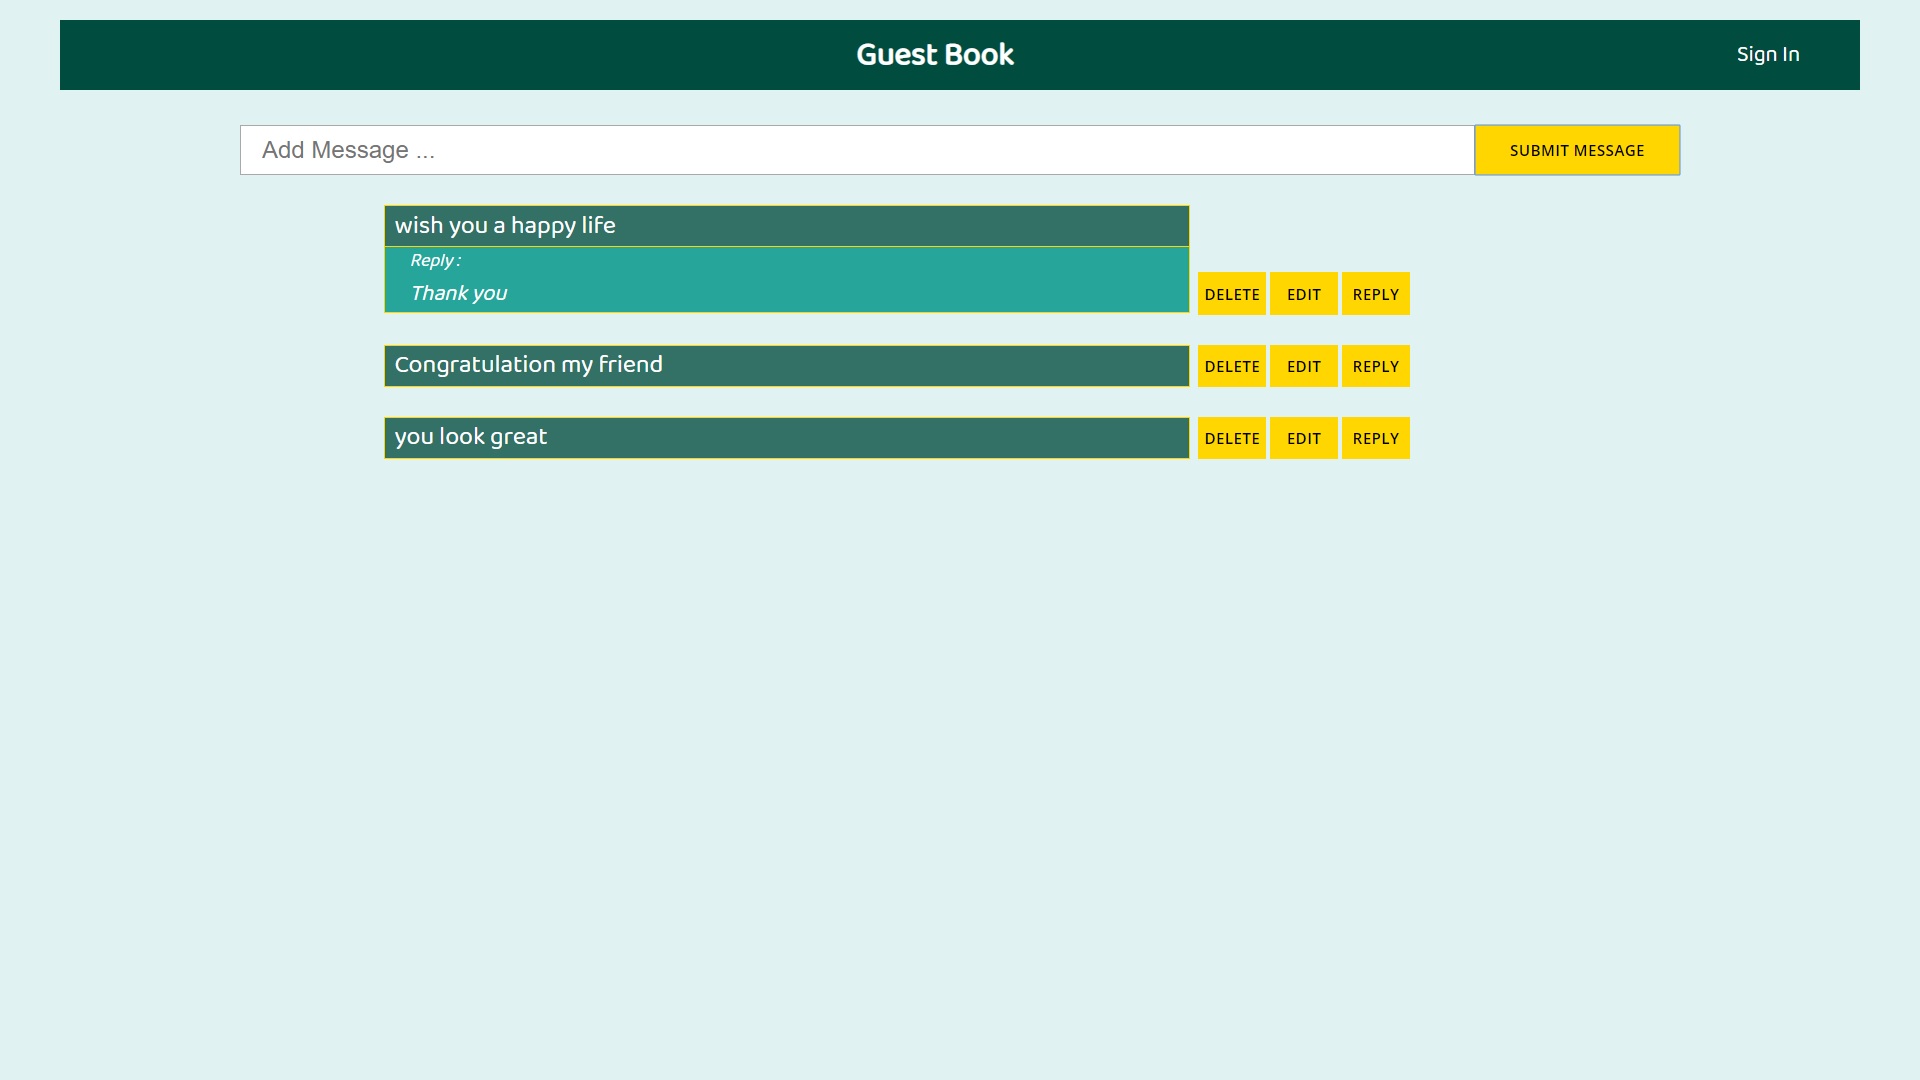 Guest Book
Sign In
Add Message ...
SUBMIT MESSAGE
wish you a happy life
Reply :
Thank you
DELETE EDIT REPLY
Congratulation my friend
DELETE EDIT REPLY
you look great
DELETE EDIT REPLY